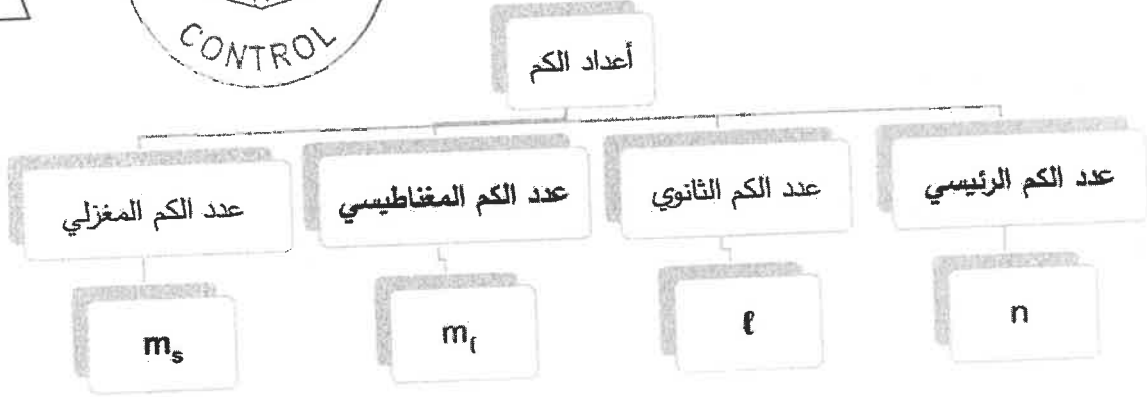 CONTROL
أعداد الكم
عدد الكم الرئيسي
عدد الكم الثانوي
عدد الكم المغناطيسي
عدد الكم المغزلي
n
ℓ
mₗ
mₛ